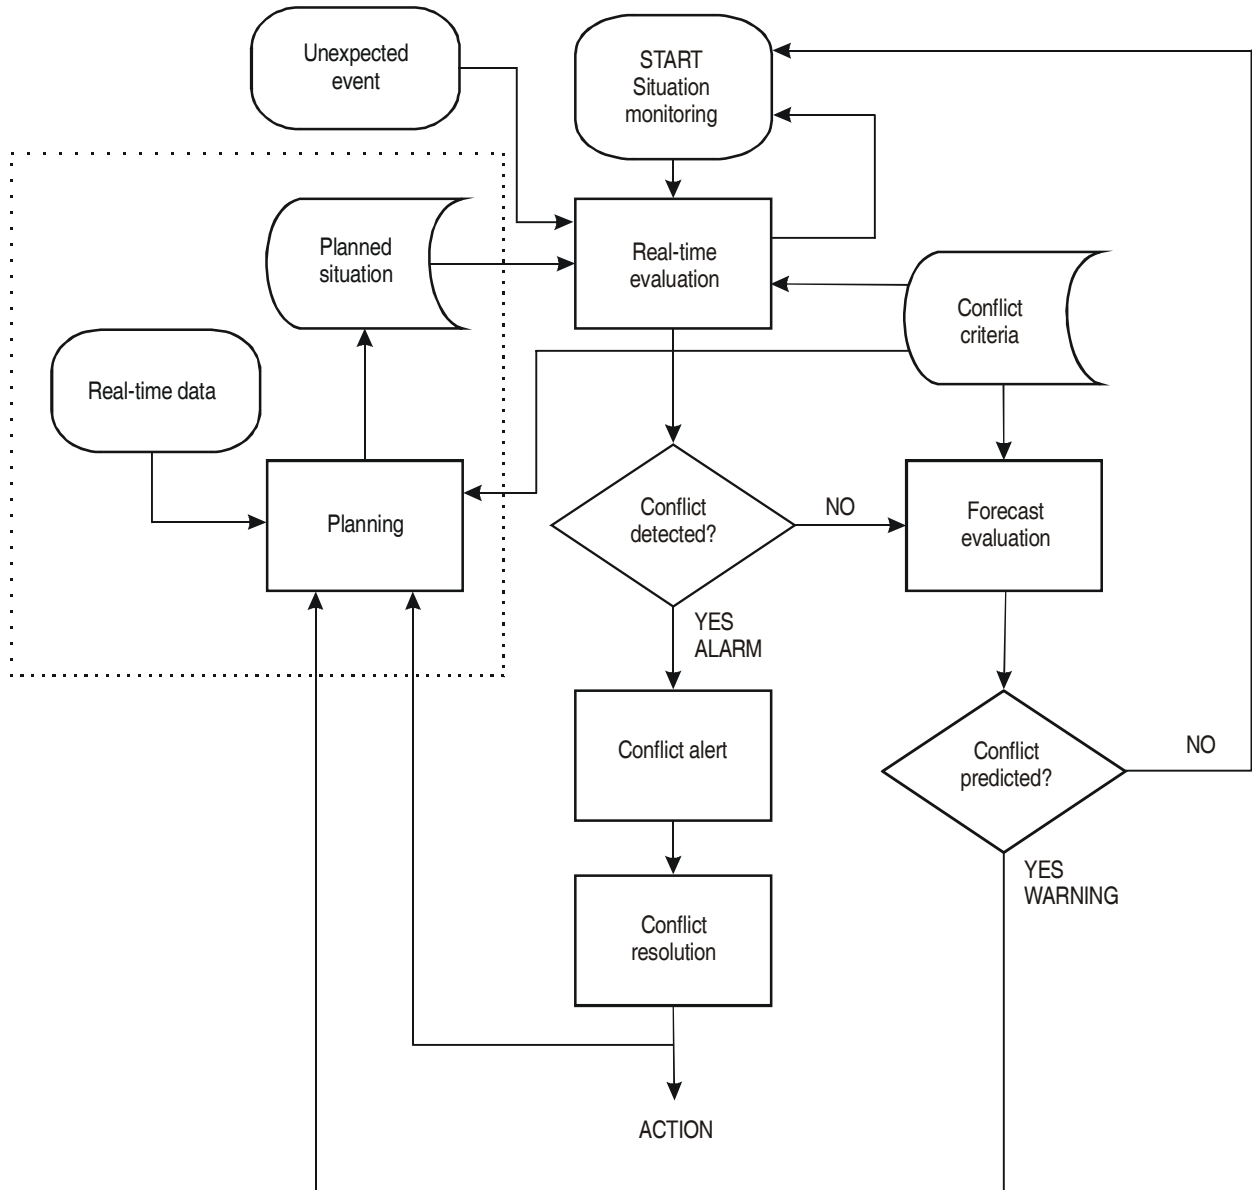 Unexpected
event
START
Situation
monitoring
Planned
situation
Real-time
evaluation
Conflict
criteria
Real-time data
Planning
Conflict
detected?
NO
Forecast
evaluation
YES
ALARM
Conflict alert
Conflict
predicted?
NO
YES
WARNING
Conflict
resolution
ACTION